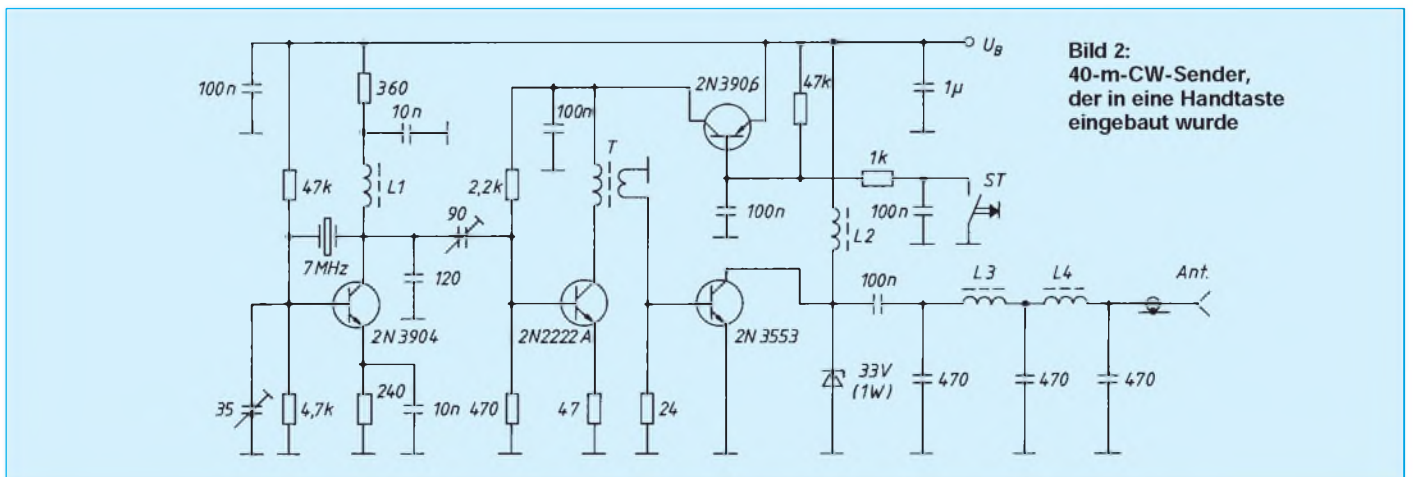 Bild 2:
40-m-CW-Sender,
der in eine Handtaste
eingebaut wurde
U_B
100n
360
10n
47k
L1
7MHz
90
120
2N3904
35
4,7k
240
10n
2,2k
100n
T
2N2222A
470
47
24
2N3906
47k
1µ
1k
100n
100n
ST
L2
100n
2N3553
33V
(1W)
L3
L4
Ant.
470
470
470